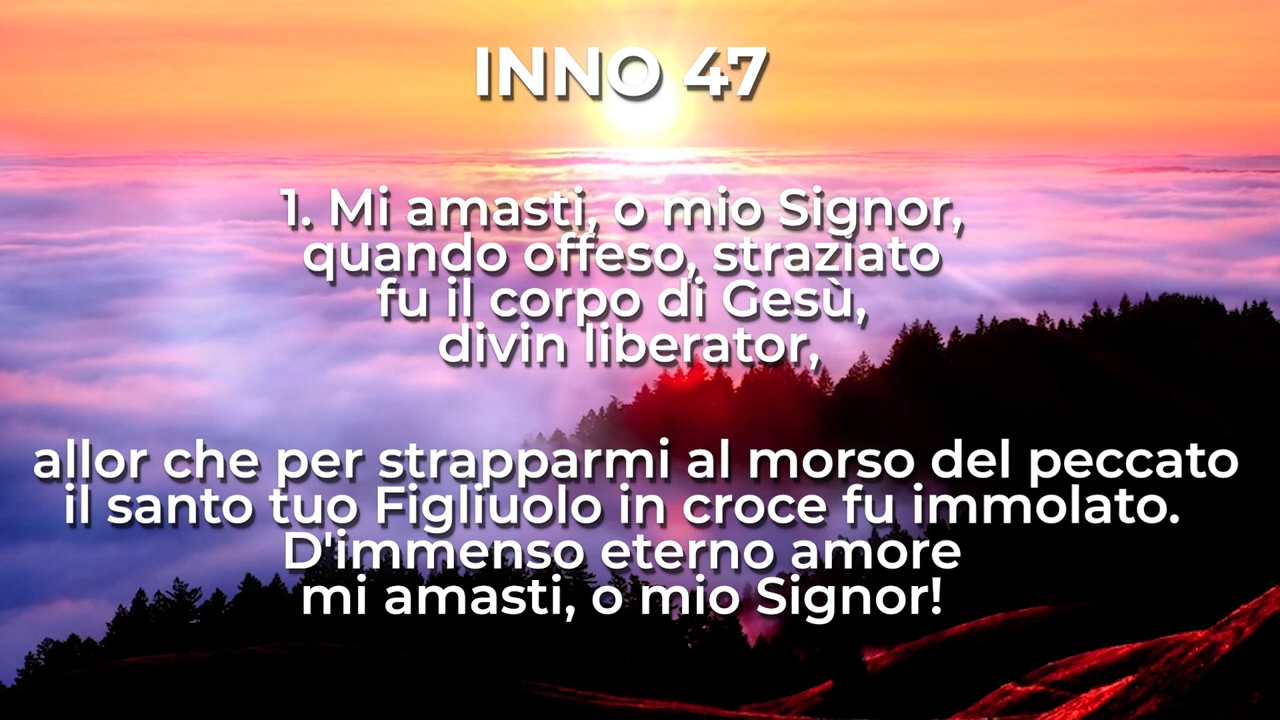 INNO 47
1. Mi amasti, o mio Signor,
quando offeso, straziato
fu il corpo di Gesù,
divin liberator,
allor che per strapparmi al morso del peccato
il santo tuo Figliuolo in croce fu immolato.
D'immenso eterno amore
mi amasti, o mio Signor!